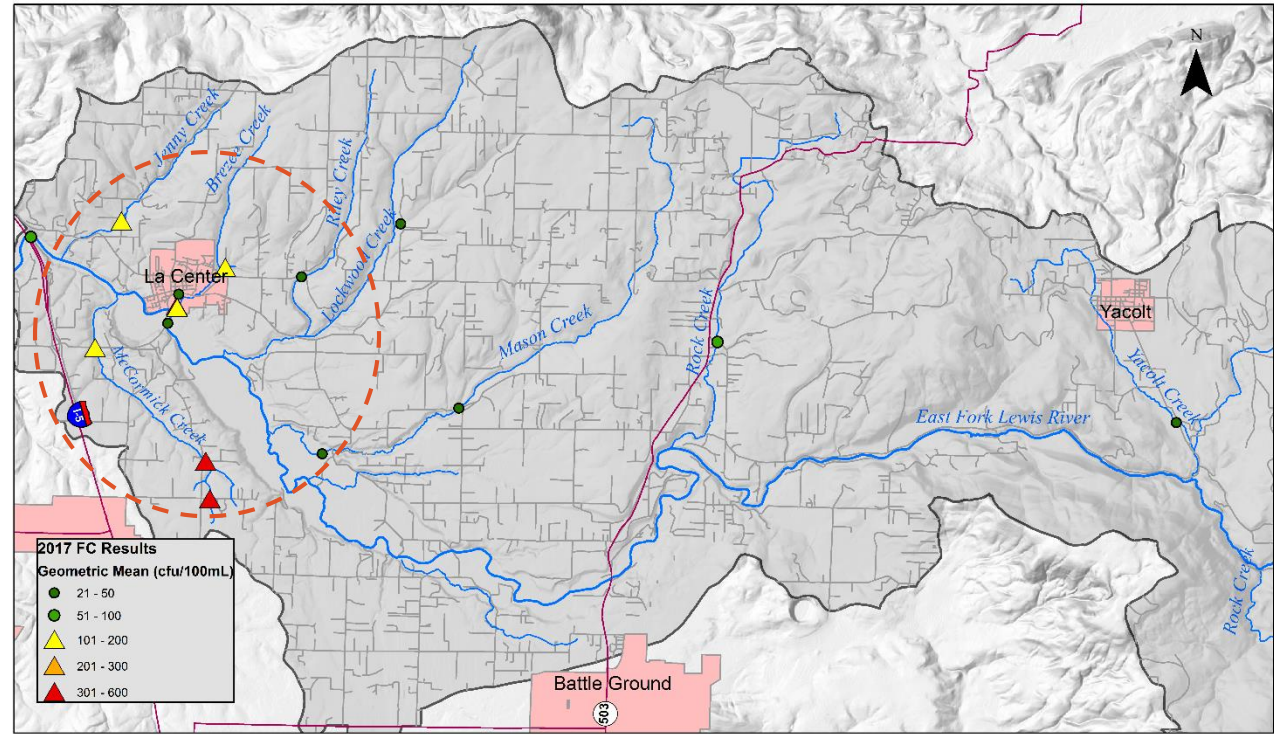 N
Jenny Creek
Brezee Creek
Riley Creek
Lockwood Creek
La Center
Mason Creek
Rock Creek
Yacolt
Yacolt Creek
McCormick Creek
I-5
East Fork Lewis River
Rock Creek
2017 FC Results
Geometric Mean (cfu/100mL)
21 - 50
51 - 100
101 - 200
201 - 300
301 - 600
Battle Ground
503